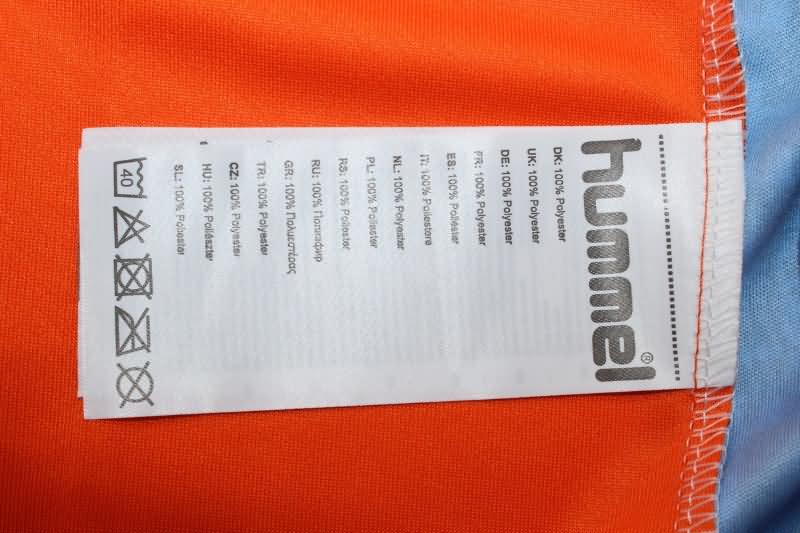 hummel®
DK: 100% Polyester
UK: 100% Polyester
DE: 100% Polyester
FR: 100% Polyester
ES: 100% Poliéster
IT: 100% Poliestere
NL: 100% Polyester
PL: 100% Poliester
RS: 100% Poliester
RU: 100% Полиэфир
GR: 100% Πολυεστέρας
TR: 100% Polyester
CZ: 100% Polyester
HU: 100% Poliészter
SL: 100% Poliester
40